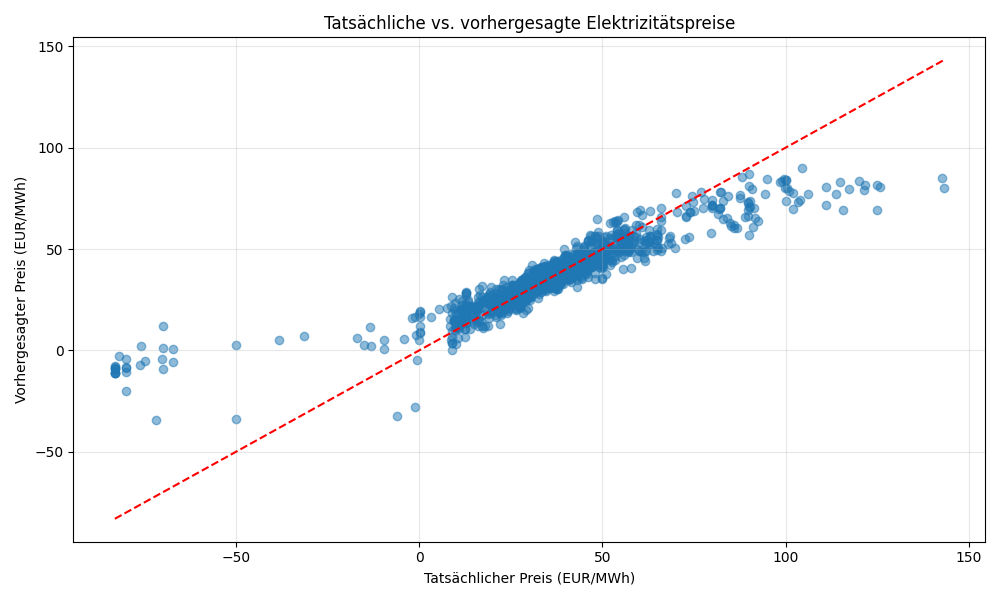 Tatsächliche vs. vorhergesagte Elektrizitätspreise
150
100
50
0
−50
Vorhergesagter Preis (EUR/MWh)
−50 0 50 100 150
Tatsächlicher Preis (EUR/MWh)